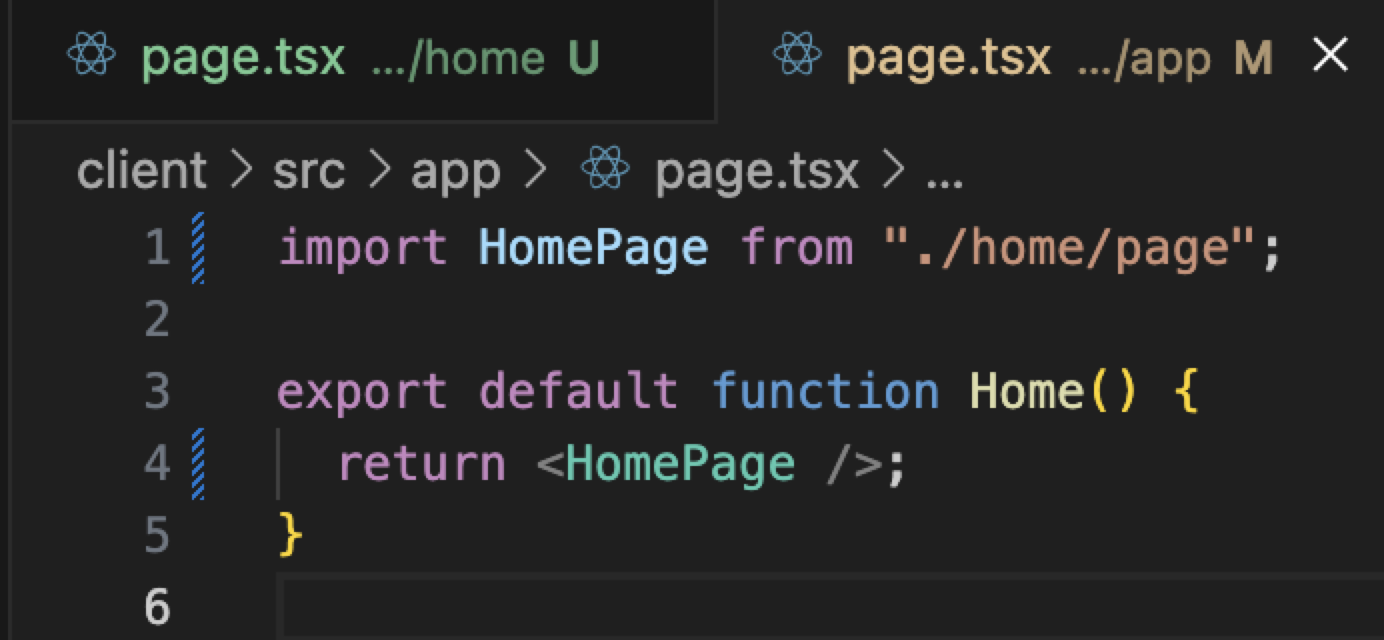 page.tsx .../home U page.tsx .../app M
client > src > app > page.tsx > ...
1 import HomePage from "./home/page";
2
3 export default function Home() {
4 return <HomePage />;
5 }
6